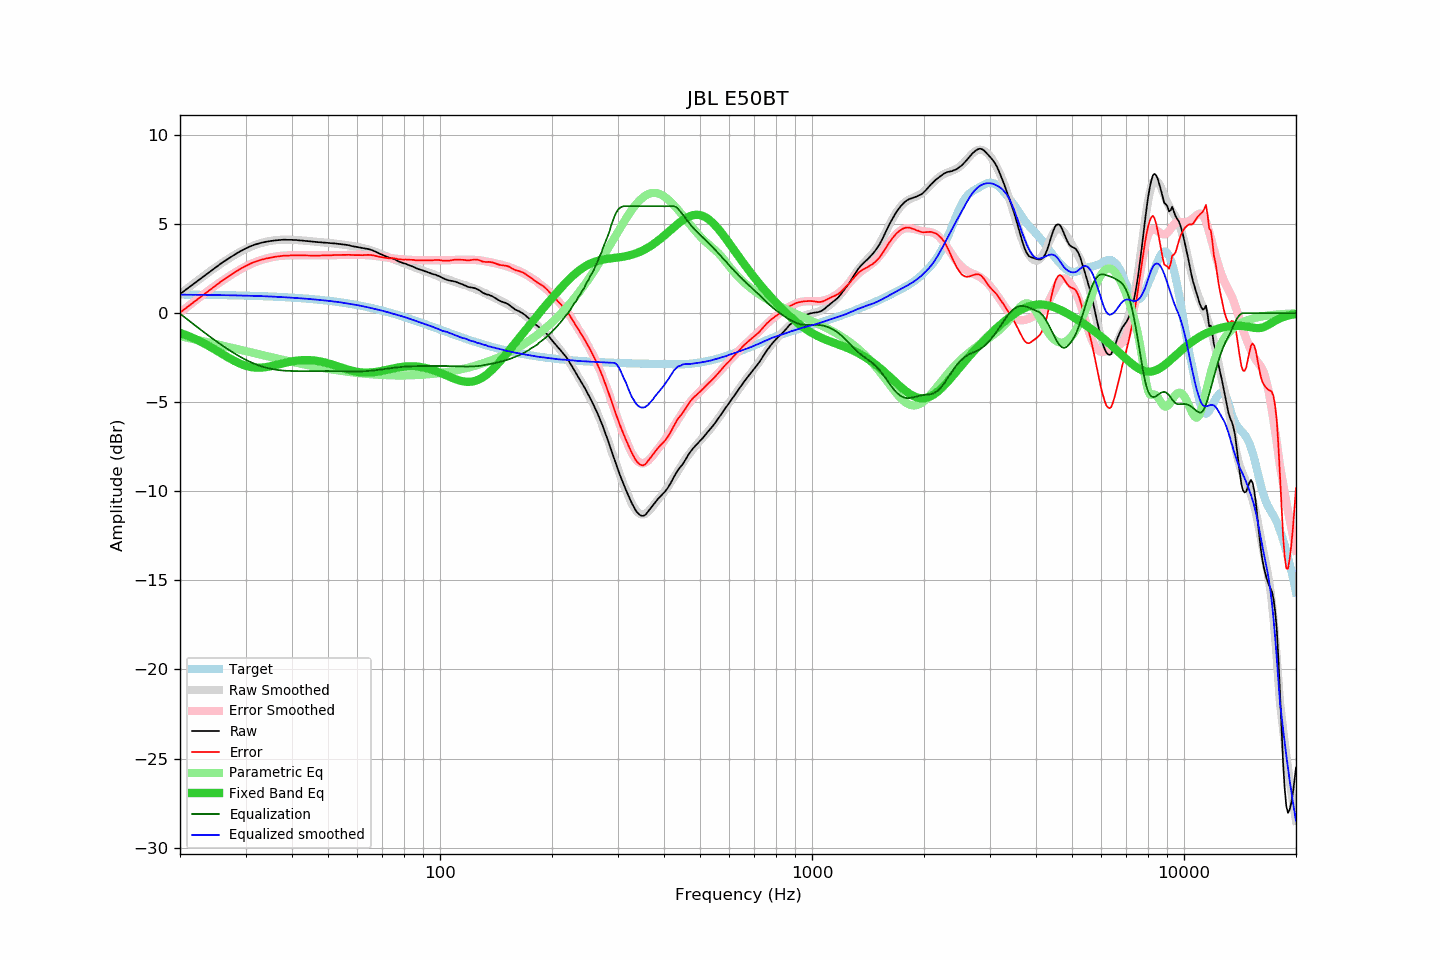 JBL E50BT
10
5
0
−5
−10
−15
−20
−25
−30
Amplitude (dBr)
Target
Raw Smoothed
Error Smoothed
Raw
Error
Parametric Eq
Fixed Band Eq
Equalization
Equalized smoothed
100
1000
10000
Frequency (Hz)